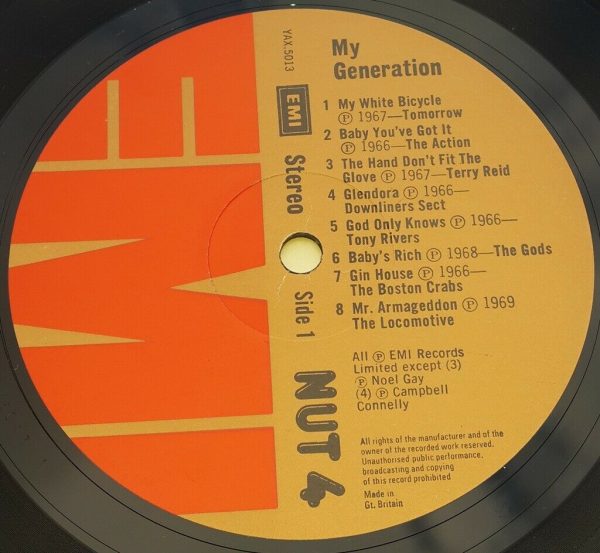 My
Generation
1 My White Bicycle
℗ 1967—Tomorrow
2 Baby You've Got It
℗ 1966—The Action
3 The Hand Don't Fit The
Glove ℗ 1967—Terry Reid
4 Glendora ℗ 1966—
Downliners Sect
5 God Only Knows ℗ 1966—
Tony Rivers
6 Baby's Rich ℗ 1968—The Gods
7 Gin House ℗ 1966—
The Boston Crabs
8 Mr. Armageddon ℗ 1969
The Locomotive
All ℗ EMI Records
Limited except (3)
℗ Noel Gay
(4) ℗ Campbell
Connelly
All rights of the manufacturer and of the
owner of the recorded work reserved.
Unauthorised public performance,
broadcasting and copying
of this record prohibited
Made in
Gt. Britain
YAX.5013
EMI
Stereo
Side 1
NUT 4
EMI